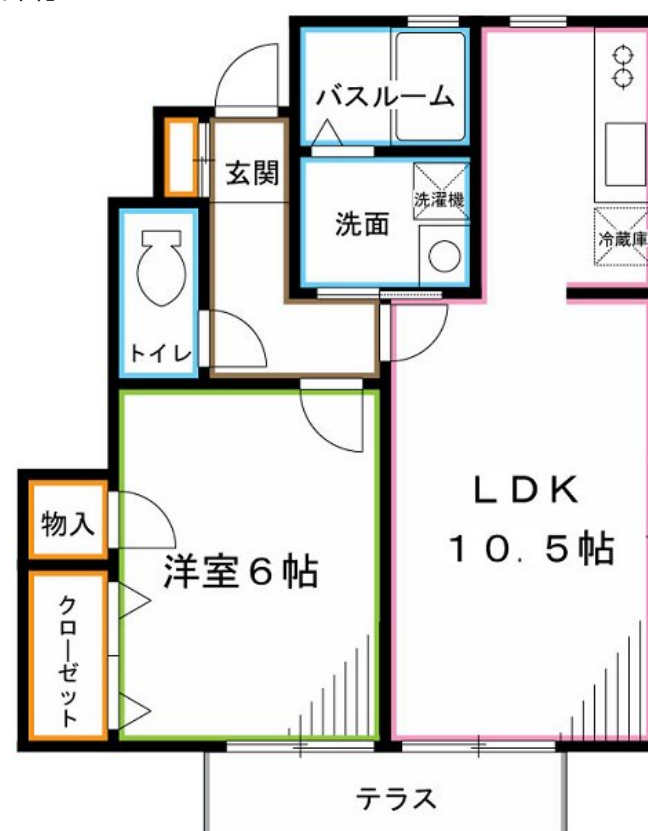 バスルーム
玄関
洗面
洗濯機
冷蔵庫
トイレ
LDK
10.5帖
物入
洋室6帖
クローゼット
テラス